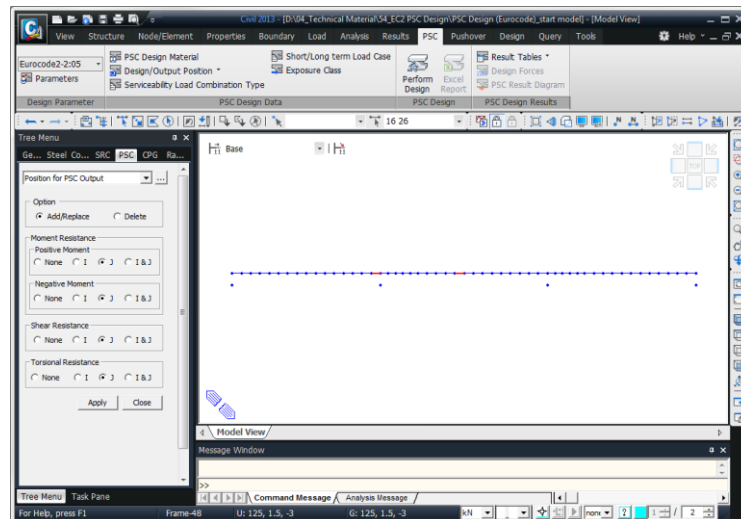 Civil 2013 - [D:\04_Technical Material\54_EC2 PSC Design\PSC Design (Eurocode)_start model] - [Model View]
View Structure Node/Element Properties Boundary Load Analysis Results PSC Pushover Design Query Tools Help
Eurocode2-2:05
Parameters
Design Parameter
PSC Design Material
Design/Output Position
Serviceability Load Combination Type
Short/Long term Load Case
Exposure Class
PSC Design Data
Perform Design
Excel Report
PSC Design
Result Tables
Design Forces
PSC Result Diagram
PSC Design Results
16 26
Tree Menu
Ge... Steel Co... SRC PSC CPG Ra...
Position for PSC Output
...
Option
Add/Replace Delete
Moment Resistance
Positive Moment
None I J I & J
Negative Moment
None I J I & J
Shear Resistance
None I J I & J
Torsional Resistance
None I J I & J
Apply Close
Base
TOP
Model View
Message Window
>>
Command Message Analysis Message
Tree Menu Task Pane
For Help, press F1 Frame-48 U: 125, 1.5, -3 G: 125, 1.5, -3 kN non 1 / 2